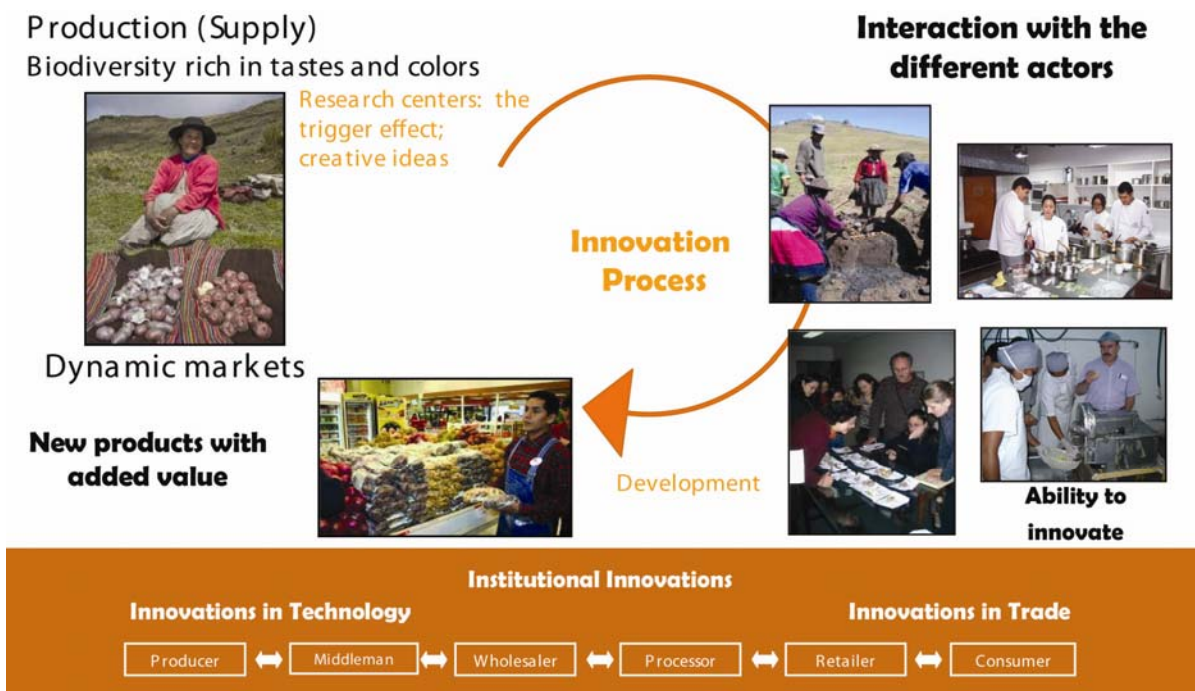 Production (Supply)
Biodiversity rich in tastes and colors
Research centers: the
trigger effect;
creative ideas
Interaction with the
different actors
Innovation
Process
Dynamic markets
New products with
added value
Development
Ability to
innovate
Institutional Innovations
Innovations in Technology
Innovations in Trade
Producer
Middleman
Wholesaler
Processor
Retailer
Consumer